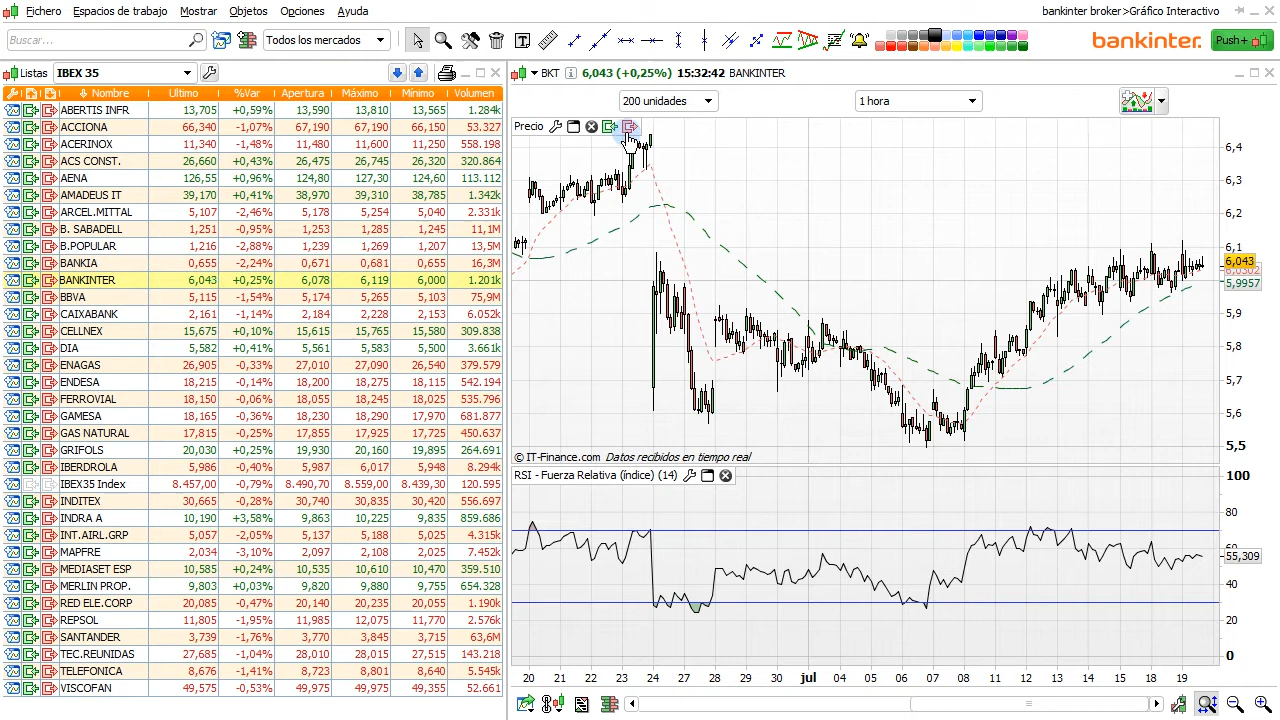 Fichero Espacios de trabajo Mostrar Objetos Opciones Ayuda bankinter broker>Gráfico Interactivo
Buscar... Todos los mercados T bankinter. Push+
Listas IBEX 35 BKT i 6,043 (+0,25%) 15:32:42 BANKINTER
Nombre Último %Var Apertura Máximo Mínimo Volumen
ABERTIS INFR 13,705 +0,59% 13,590 13,810 13,565 1.284k
ACCIONA 66,340 -1,07% 67,190 67,190 66,150 53.327
ACERINOX 11,340 -1,48% 11,480 11,600 11,250 558.198
ACS CONST. 26,660 +0,43% 26,475 26,745 26,320 320.864
AENA 126,55 +0,96% 124,80 127,30 124,60 113.112
AMADEUS IT 39,170 +0,41% 38,970 39,310 38,785 1.342k
ARCEL.MITTAL 5,107 -2,46% 5,178 5,254 5,040 2.331k
B. SABADELL 1,251 -0,95% 1,253 1,285 1,245 11,1M
B.POPULAR 1,216 -2,88% 1,239 1,269 1,207 13,5M
BANKIA 0,655 -2,24% 0,671 0,681 0,655 16,3M
BANKINTER 6,043 +0,25% 6,078 6,119 6,000 1.201k
BBVA 5,115 -1,54% 5,174 5,265 5,103 75,9M
CAIXABANK 2,161 -1,14% 2,184 2,228 2,153 6.052k
CELLNEX 15,675 +0,10% 15,615 15,765 15,580 309.838
DIA 5,582 +0,41% 5,561 5,583 5,500 3.661k
ENAGAS 26,905 -0,33% 27,010 27,090 26,540 379.579
ENDESA 18,215 -0,14% 18,200 18,275 18,115 542.194
FERROVIAL 18,150 -0,06% 18,055 18,245 18,025 535.796
GAMESA 18,165 -0,36% 18,230 18,290 17,970 681.877
GAS NATURAL 17,815 -0,25% 17,855 17,925 17,725 450.637
GRIFOLS 20,030 +0,25% 19,930 20,160 19,895 264.691
IBERDROLA 5,986 -0,40% 5,987 6,017 5,948 8.294k
IBEX35 Index 8.457,00 -0,79% 8.490,70 8.559,00 8.439,30 120.595
INDITEX 30,665 -0,28% 30,740 30,835 30,420 556.697
INDRA A 10,190 +3,58% 9,863 10,225 9,835 859.686
INT.AIRL.GRP 5,057 -2,05% 5,137 5,188 5,025 4.315k
MAPFRE 2,034 -3,10% 2,097 2,108 2,025 7.452k
MEDIASET ESP 10,585 +0,24% 10,535 10,610 10,470 359.510
MERLIN PROP. 9,803 +0,03% 9,820 9,880 9,755 654.328
RED ELE.CORP 20,085 -0,47% 20,140 20,235 20,055 1.190k
REPSOL 11,805 -1,95% 11,985 12,075 11,770 2.576k
SANTANDER 3,739 -1,76% 3,770 3,845 3,715 63,6M
TEC.REUNIDAS 27,685 -1,04% 28,010 28,015 27,515 143.218
TELEFONICA 8,676 -1,41% 8,723 8,801 8,640 5.545k
VISCOFAN 49,575 -0,53% 49,975 49,975 49,355 52.661
200 unidades 1 hora
Precio
6,4
6,3
6,2
6,1
6,043
5,9957
5,9
5,8
5,7
5,6
5,5
© IT-Finance.com Datos recibidos en tiempo real
RSI - Fuerza Relativa (índice) (14)
100
80
55,309
40
20
0
20 21 22 23 24 27 28 29 30 jul 04 05 06 07 08 11 12 13 14 15 18 19